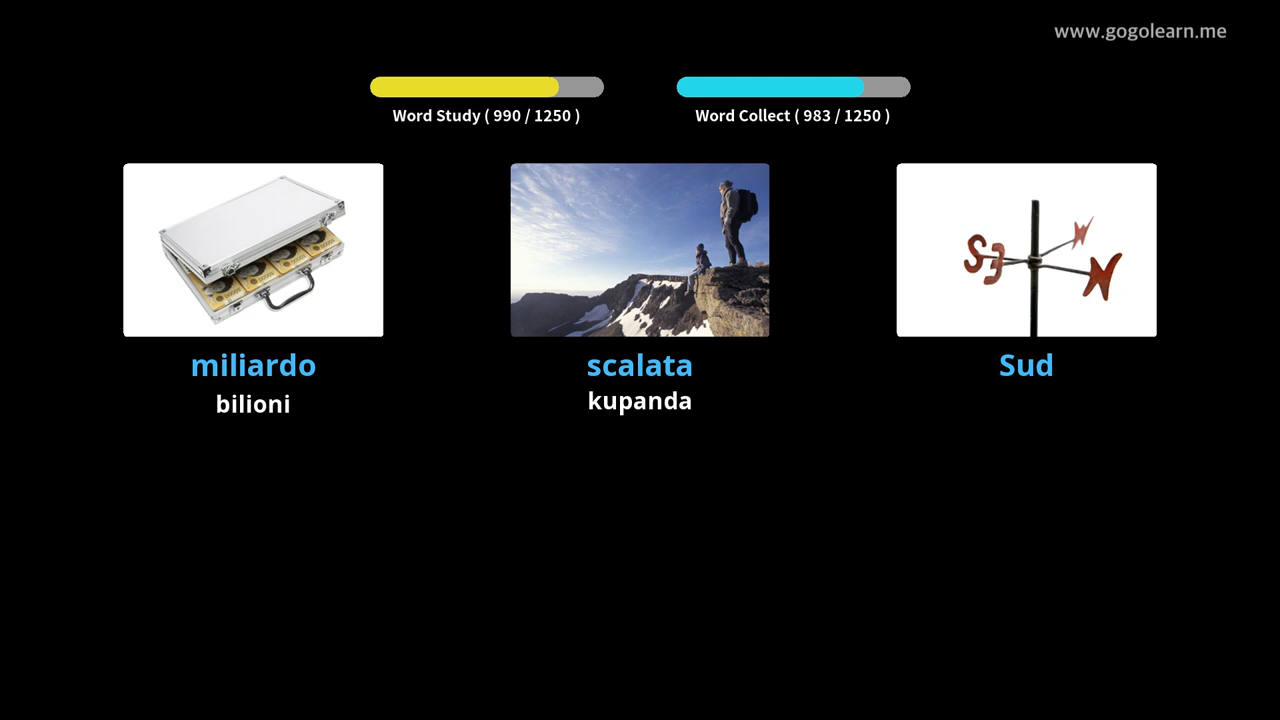 www.gogolearn.me
Word Study ( 990 / 1250 )
Word Collect ( 983 / 1250 )
miliardo
bilioni
scalata
kupanda
Sud